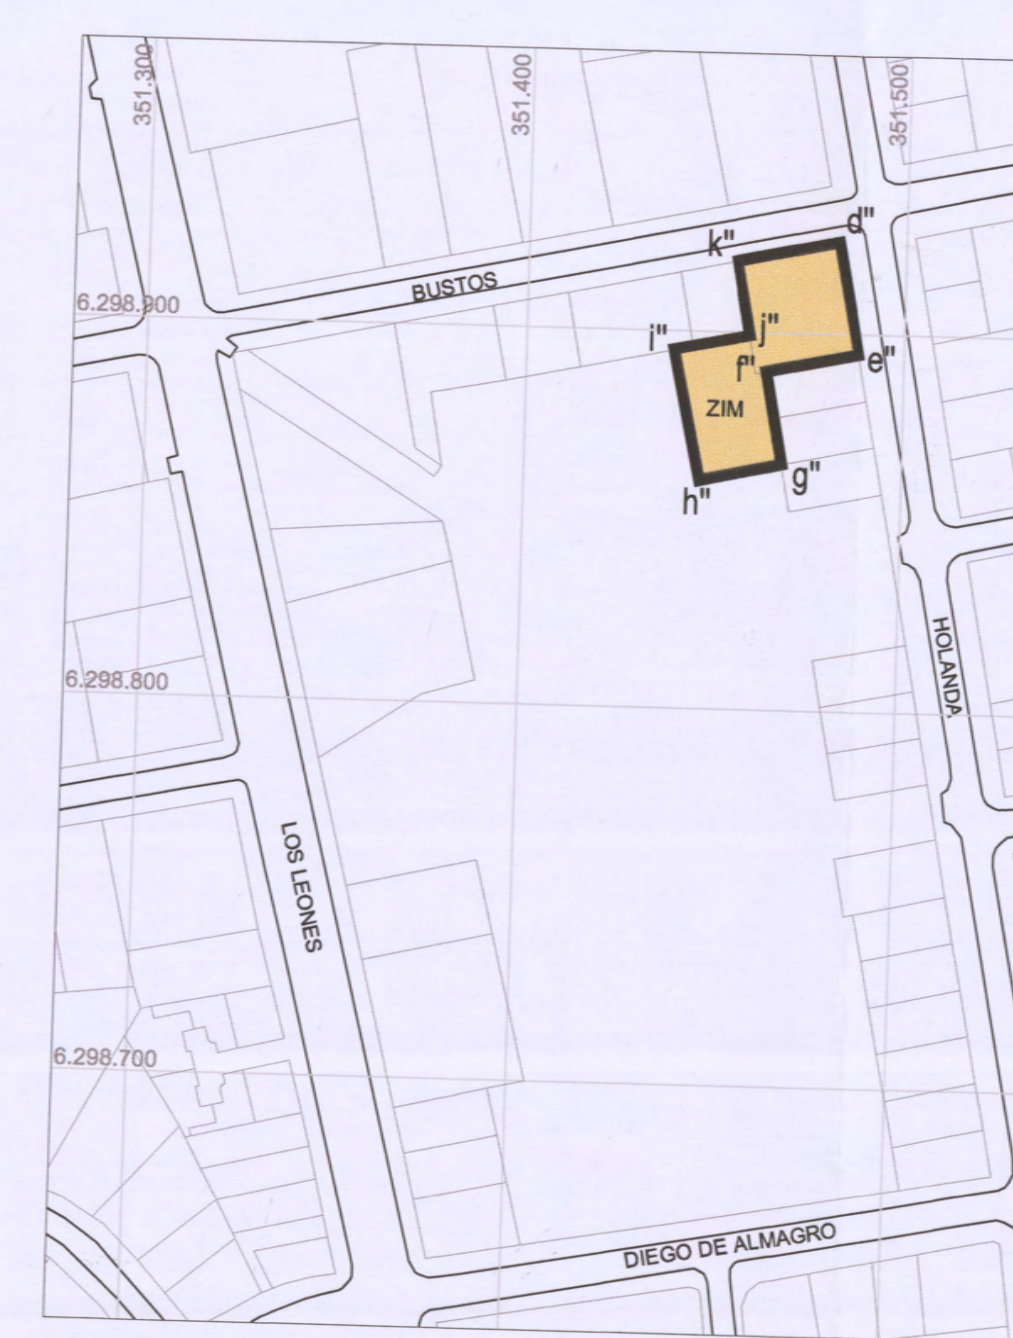 351.300
351.400
351.500
d"
k"
BUSTOS
6.298.900
i"
j"
f"
e"
ZIM
g"
h"
HOLANDA
6.298.800
LOS LEONES
6.298.700
DIEGO DE ALMAGRO